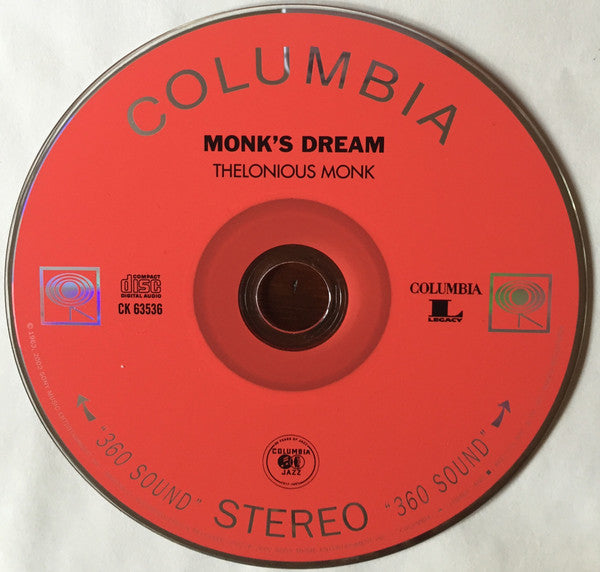 COLUMBIA
MONK'S DREAM
THELONIOUS MONK
COMPACT
disc
DIGITAL AUDIO
CK 63536
COLUMBIA
L
LEGACY
"360 SOUND"
STEREO
"360 SOUND"
COLUMBIA
JAZZ